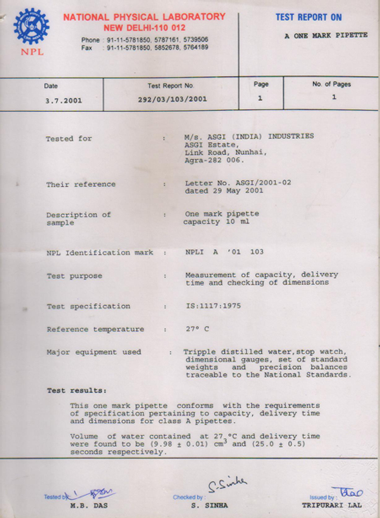 NATIONAL PHYSICAL LABORATORY
NEW DELHI-110 012
Phone : 91-11-5781850, 5787161, 5739506
Fax : 91-11-5781850, 5852678, 5764189
NPL
TEST REPORT ON
A ONE MARK PIPETTE
Date
3.7.2001
Test Report No
292/03/103/2001
Page
1
No. of Pages
1
Tested for : M/s. ASGI (INDIA) INDUSTRIES
ASGI Estate,
Link Road, Nunhai,
Agra-282 006.
Their reference : Letter No. ASGI/2001-02
dated 29 May 2001
Description of : One mark pipette
sample capacity 10 ml
NPL Identification mark : NPLI A '01 103
Test purpose : Measurement of capacity, delivery
time and checking of dimensions
Test specification : IS:1117:1975
Reference temperature : 27° C
Major equipment used : Tripple distilled water,stop watch,
dimensional gauges, set of standard
weights and precision balances
traceable to the National Standards.
Test results:
This one mark pipette conforms with the requirements
of specification pertaining to capacity, delivery time
and dimensions for class A pipettes.
Volume of water contained at 27 °C and delivery time
were found to be (9.98 ± 0.01) cm3 and (25.0 ± 0.5)
seconds respectively.
Tested by
M.B. DAS
S. Sinha
Checked by :
S. SINHA
Issued by :
TRIPURARI LAL